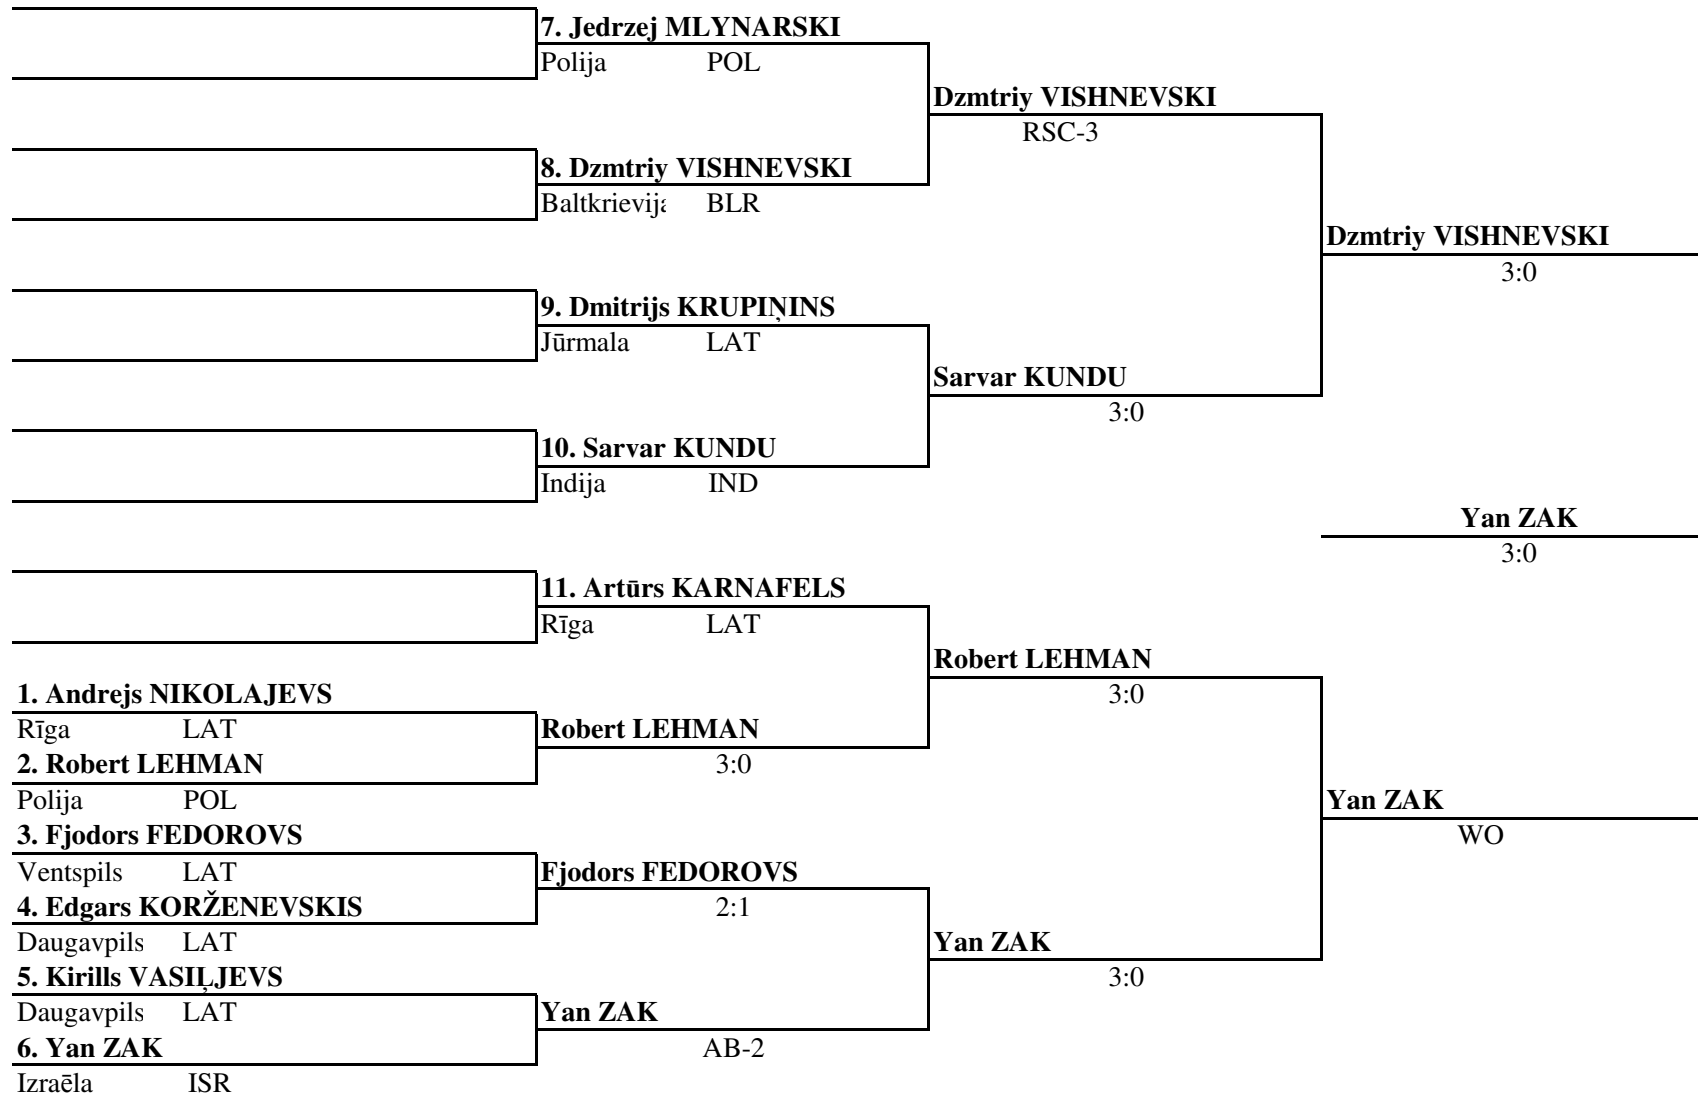 7. Jedrzej MLYNARSKI
Polija POL
Dzmtriy VISHNEVSKI
RSC-3
8. Dzmtriy VISHNEVSKI
Baltkrievija BLR
Dzmtriy VISHNEVSKI
3:0
9. Dmitrijs KRUPIŅINS
Jūrmala LAT
Sarvar KUNDU
3:0
10. Sarvar KUNDU
Indija IND
Yan ZAK
3:0
11. Artūrs KARNAFELS
Rīga LAT
Robert LEHMAN
3:0
1. Andrejs NIKOLAJEVS
Rīga LAT
Robert LEHMAN
3:0
2. Robert LEHMAN
Polija POL
Yan ZAK
WO
3. Fjodors FEDOROVS
Ventspils LAT
Fjodors FEDOROVS
2:1
4. Edgars KORŽENEVSKIS
Daugavpils LAT
Yan ZAK
3:0
5. Kirills VASIĻJEVS
Daugavpils LAT
Yan ZAK
AB-2
6. Yan ZAK
Izraēla ISR